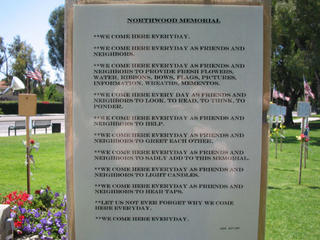 NORTHWOOD MEMORIAL
**WE COME HERE EVERYDAY.
**WE COME HERE EVERYDAY AS FRIENDS AND
NEIGHBORS.
**WE COME HERE EVERYDAY AS FRIENDS AND
NEIGHBORS TO PROVIDE FRESH FLOWERS,
WATER, RIBBONS, BOWS, FLAGS, PICTURES,
INFORMATION, WREATHS, MEMENTOS.
**WE COME HERE EVERY DAY AS FRIENDS AND
NEIGHBORS TO LOOK, TO READ, TO THINK, TO
PONDER.
**WE COME HERE EVERYDAY AS FRIENDS AND
NEIGHBORS TO HELP.
**WE COME HERE EVERYDAY AS FRIENDS AND
NEIGHBORS TO GREET EACH OTHER.
**WE COME HERE EVERYDAY AS FRIENDS AND
NEIGHBORS TO SADLY ADD TO THIS MEMORIAL.
**WE COME HERE EVERYDAY AS FRIENDS AND
NEIGHBORS TO LIGHT CANDLES.
**WE COME HERE EVERYDAY AS FRIENDS AND
NEIGHBORS TO HEAR TAPS.
**LET US NOT EVER FORGET WHY WE COME
HERE EVERYDAY.
**WE COME HERE EVERYDAY.